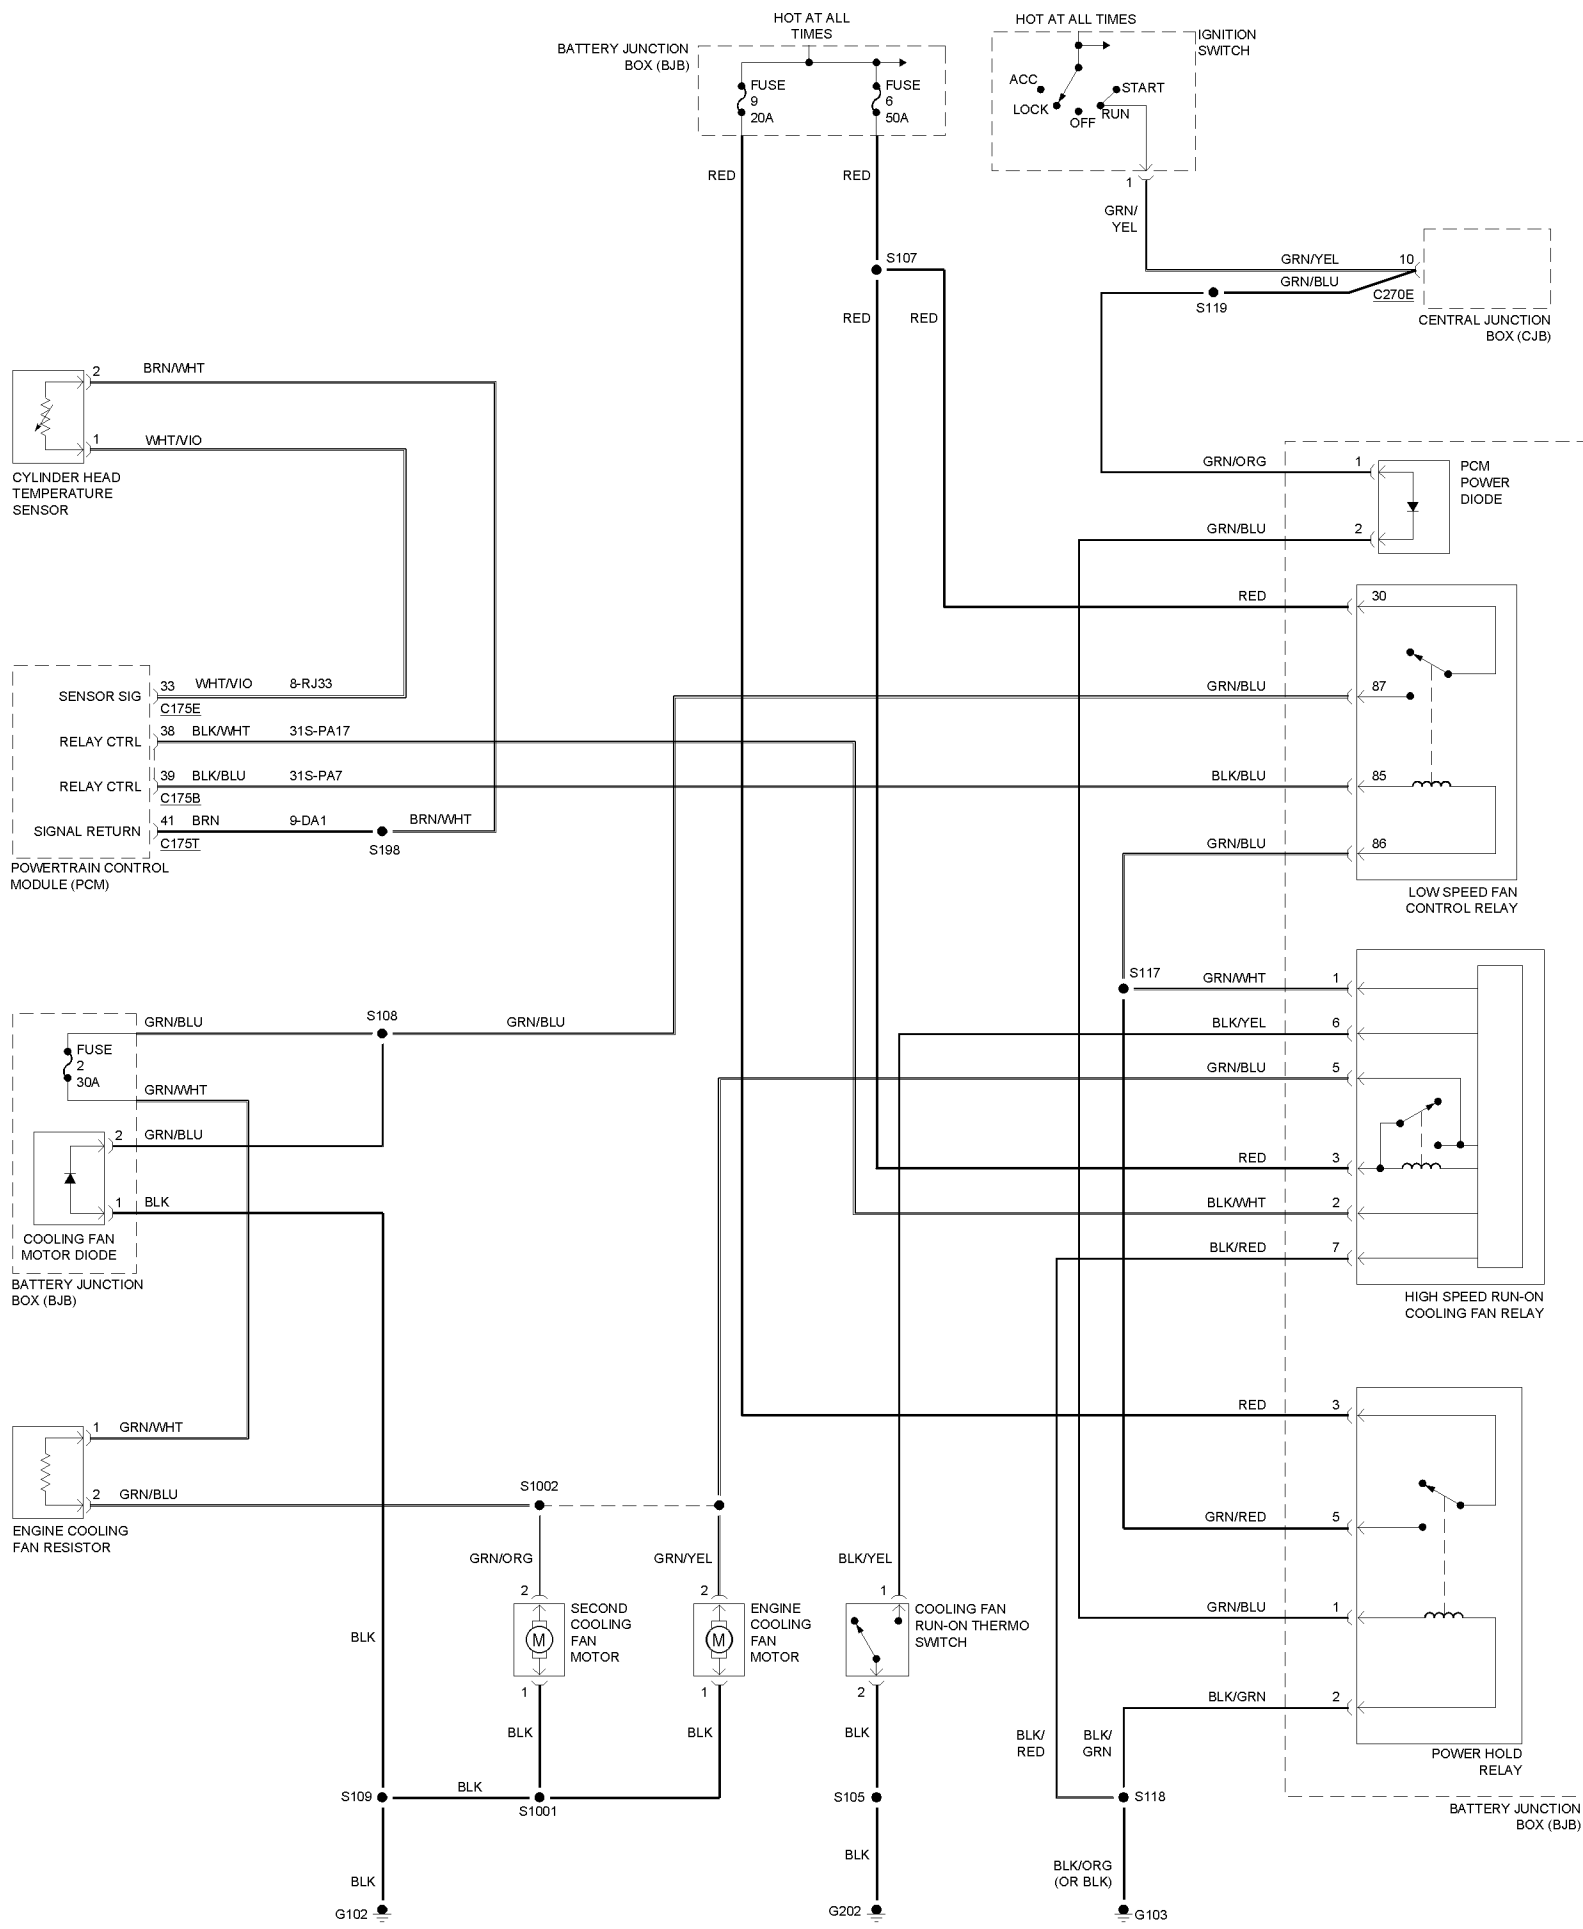 HOT AT ALL
TIMES
HOT AT ALL TIMES
BATTERY JUNCTION
BOX (BJB)
IGNITION
SWITCH
FUSE
9
20A
FUSE
6
50A
ACC
LOCK
OFF
RUN
START
RED
RED
1
GRN/
YEL
S107
GRN/YEL
10
GRN/BLU
C270E
S119
CENTRAL JUNCTION
BOX (CJB)
RED
RED
2
BRN/WHT
1
WHT/VIO
CYLINDER HEAD
TEMPERATURE
SENSOR
GRN/ORG
1
PCM
POWER
DIODE
GRN/BLU
2
RED
30
SENSOR SIG
33
WHT/VIO
8-RJ33
C175E
GRN/BLU
87
RELAY CTRL
38
BLK/WHT
31S-PA17
RELAY CTRL
39
BLK/BLU
31S-PA7
C175B
BLK/BLU
85
SIGNAL RETURN
41
BRN
9-DA1
BRN/WHT
C175T
S198
POWERTRAIN CONTROL
MODULE (PCM)
GRN/BLU
86
LOW SPEED FAN
CONTROL RELAY
S117
GRN/WHT
1
GRN/BLU
S108
GRN/BLU
BLK/YEL
6
FUSE
2
30A
GRN/BLU
5
GRN/WHT
2
GRN/BLU
RED
3
1
BLK
BLK/WHT
2
COOLING FAN
MOTOR DIODE
BLK/RED
7
BATTERY JUNCTION
BOX (BJB)
HIGH SPEED RUN-ON
COOLING FAN RELAY
RED
3
1
GRN/WHT
2
GRN/BLU
S1002
ENGINE COOLING
FAN RESISTOR
GRN/RED
5
GRN/ORG
GRN/YEL
BLK/YEL
2
2
1
SECOND
COOLING
FAN
MOTOR
M
ENGINE
COOLING
FAN
MOTOR
M
COOLING FAN
RUN-ON THERMO
SWITCH
GRN/BLU
1
BLK
1
1
2
BLK/GRN
2
BLK
BLK
BLK
BLK/
RED
BLK/
GRN
POWER HOLD
RELAY
S109
BLK
S1001
S105
S118
BATTERY JUNCTION
BOX (BJB)
BLK
BLK
BLK/ORG
(OR BLK)
G102
G202
G103